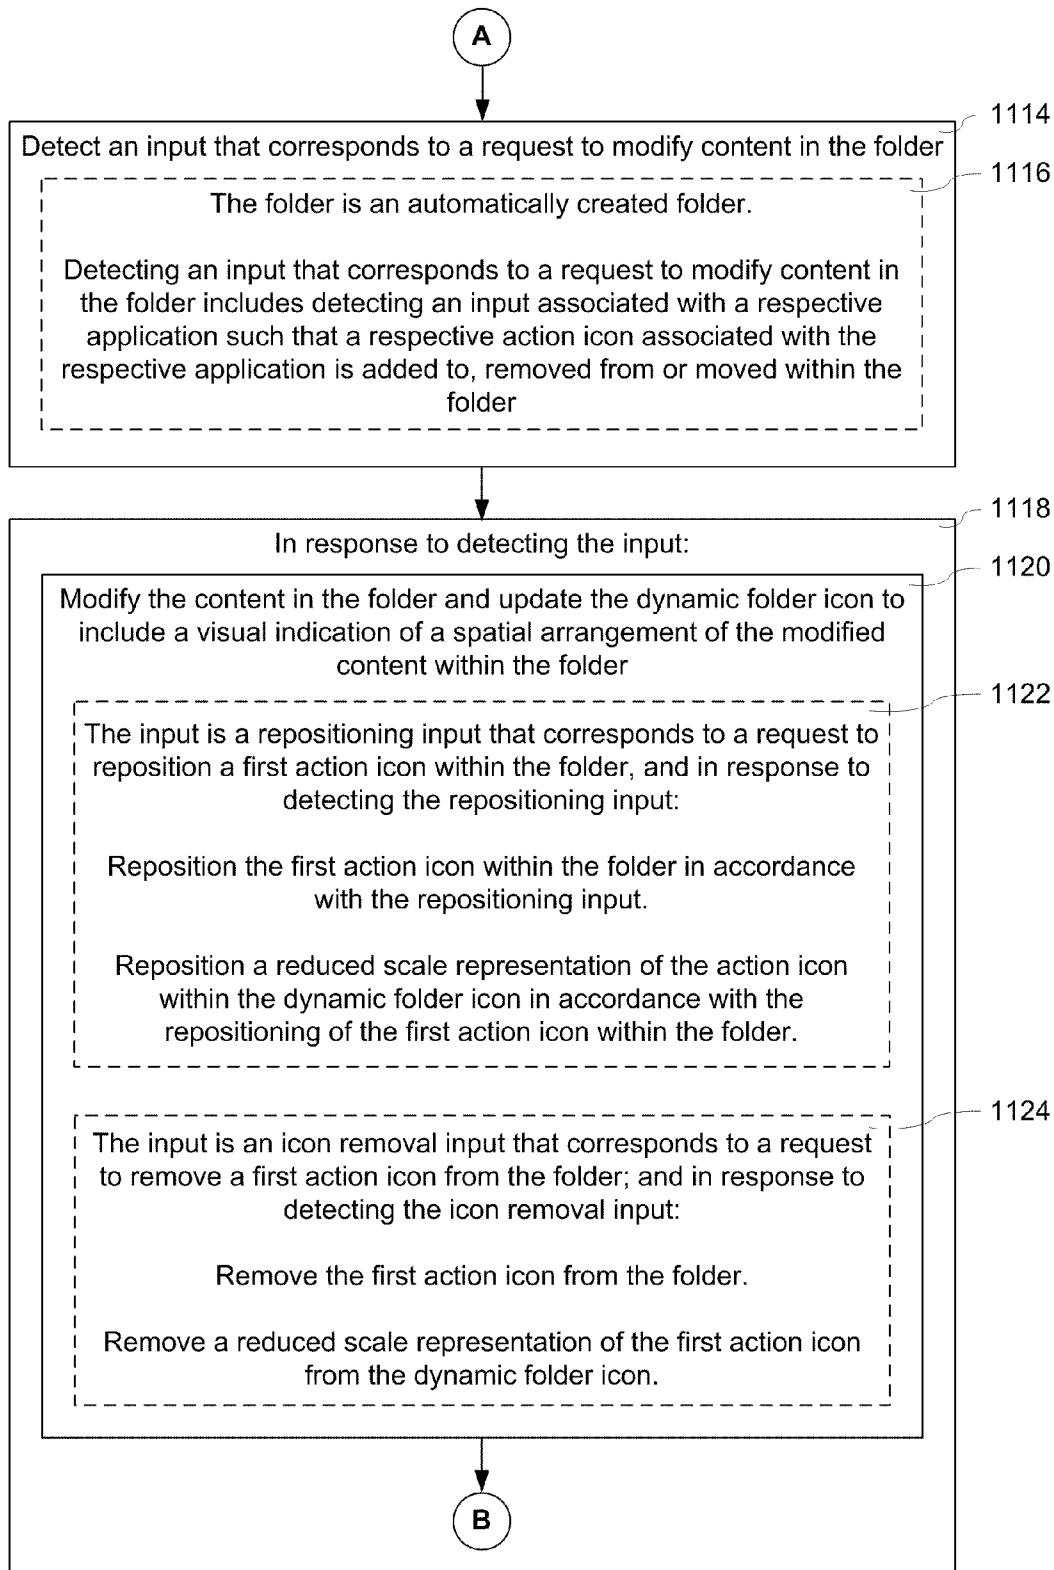 A
1114
Detect an input that corresponds to a request to modify content in the folder
1116
The folder is an automatically created folder.
Detecting an input that corresponds to a request to modify content in
the folder includes detecting an input associated with a respective
application such that a respective action icon associated with the
respective application is added to, removed from or moved within the
folder
1118
In response to detecting the input:
1120
Modify the content in the folder and update the dynamic folder icon to
include a visual indication of a spatial arrangement of the modified
content within the folder
1122
The input is a repositioning input that corresponds to a request to
reposition a first action icon within the folder, and in response to
detecting the repositioning input:
Reposition the first action icon within the folder in accordance
with the repositioning input.
Reposition a reduced scale representation of the action icon
within the dynamic folder icon in accordance with the
repositioning of the first action icon within the folder.
1124
The input is an icon removal input that corresponds to a request
to remove a first action icon from the folder; and in response to
detecting the icon removal input:
Remove the first action icon from the folder.
Remove a reduced scale representation of the first action icon
from the dynamic folder icon.
B